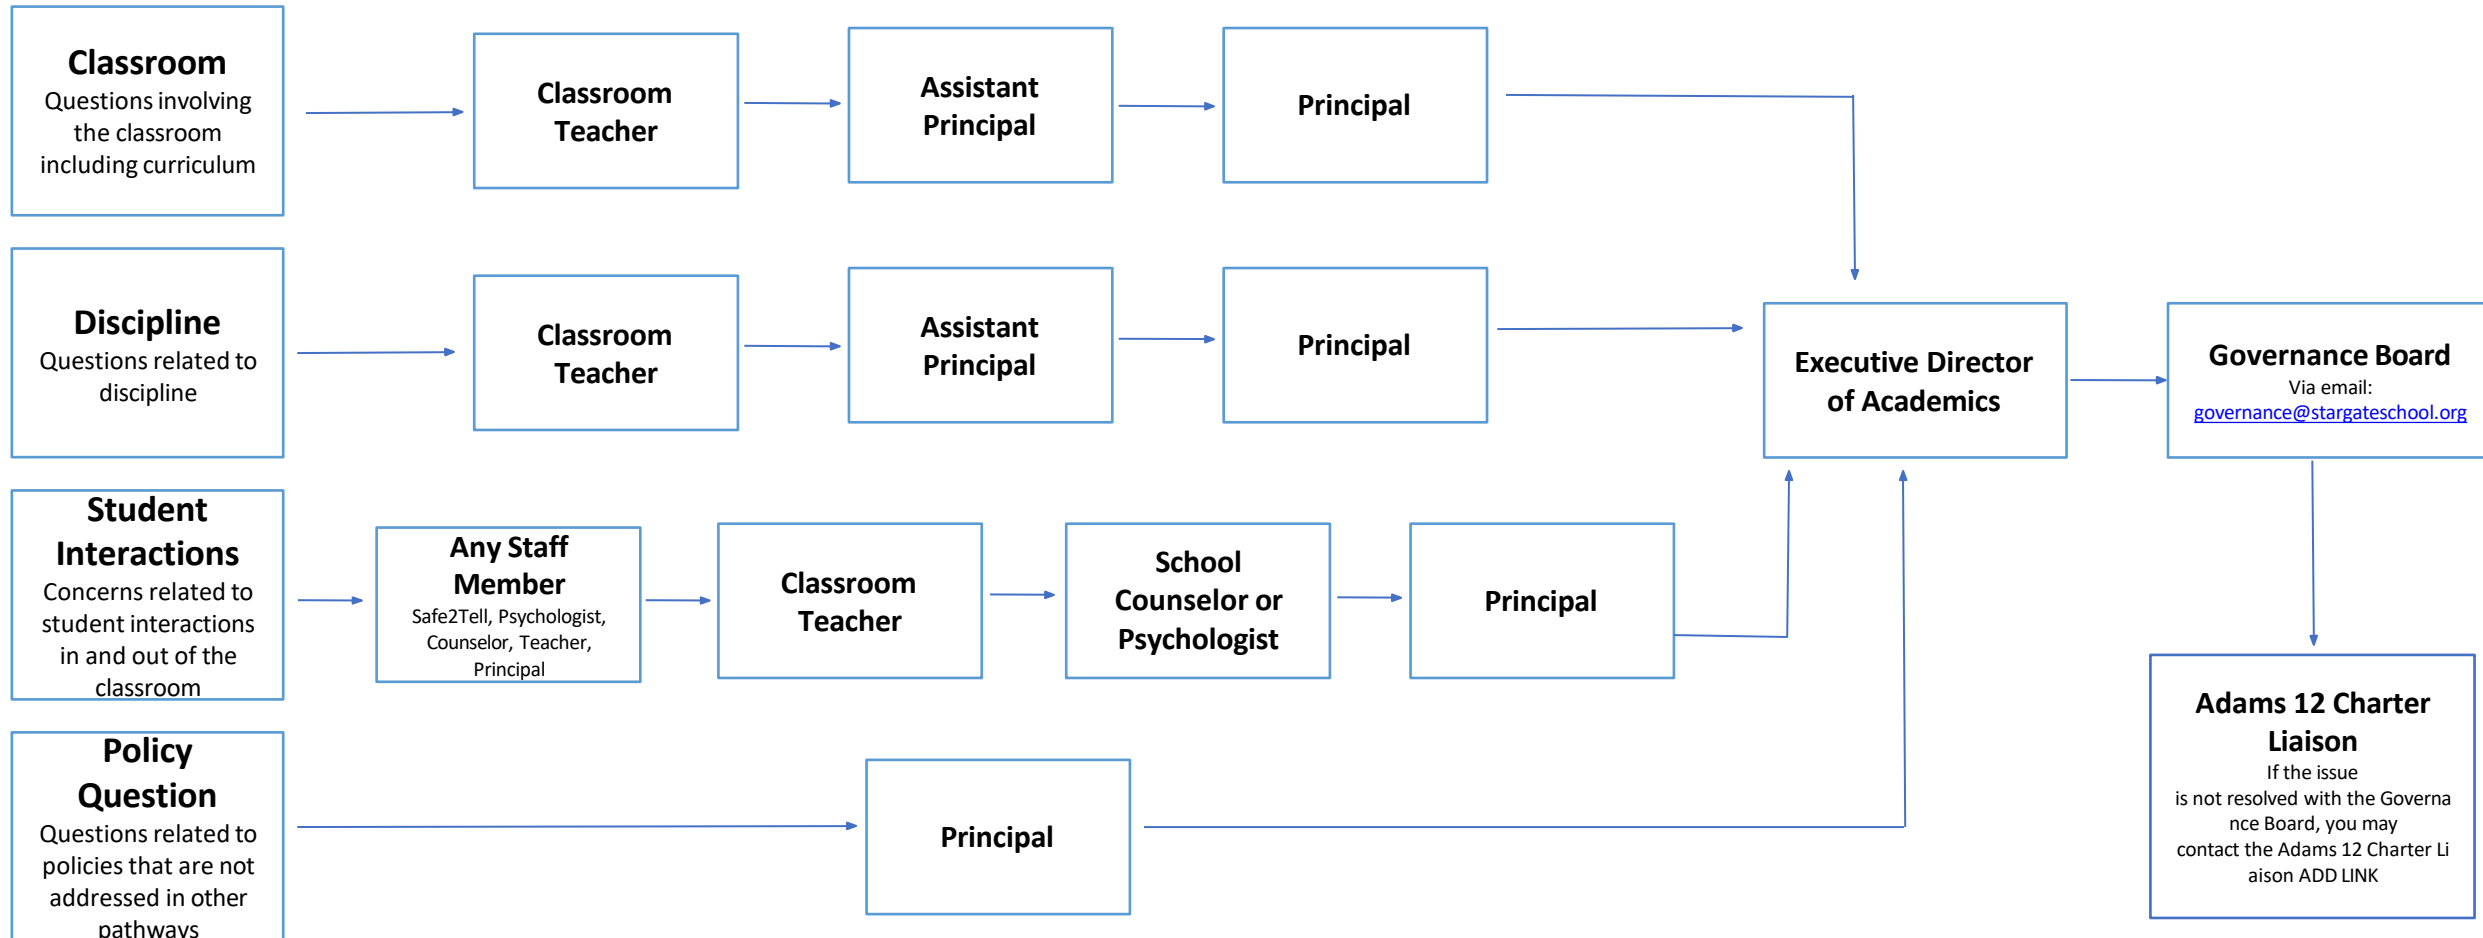 Classroom
Questions involving
the classroom
including curriculum
Classroom
Teacher
Assistant
Principal
Principal
Discipline
Questions related to
discipline
Classroom
Teacher
Assistant
Principal
Principal
Executive Director
of Academics
Governance Board
Via email:
governance@stargateschool.org
Student
Interactions
Concerns related to
student interactions
in and out of the
classroom
Any Staff
Member
Safe2Tell, Psychologist,
Counselor, Teacher,
Principal
Classroom
Teacher
School
Counselor or
Psychologist
Principal
Adams 12 Charter
Liaison
If the issue
is not resolved with the Governa
nce Board, you may
contact the Adams 12 Charter Li
aison ADD LINK
Policy
Question
Questions related to
policies that are not
addressed in other
pathways
Principal